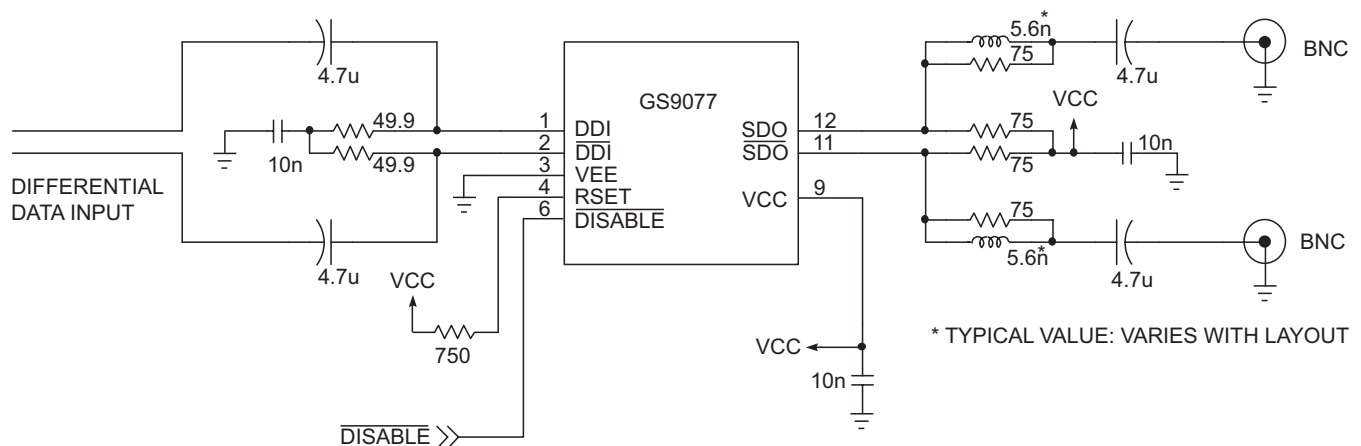 5.6n*
75
4.7u
BNC
4.7u
GS9077
VCC
49.9
1
DDI
SDO
12
75
10n
49.9
2
DDI
SDO
11
75
10n
DIFFERENTIAL
DATA INPUT
3
VEE
4
RSET
VCC
9
6
DISABLE
75
5.6n*
4.7u
BNC
4.7u
VCC
750
VCC
10n
* TYPICAL VALUE: VARIES WITH LAYOUT
DISABLE